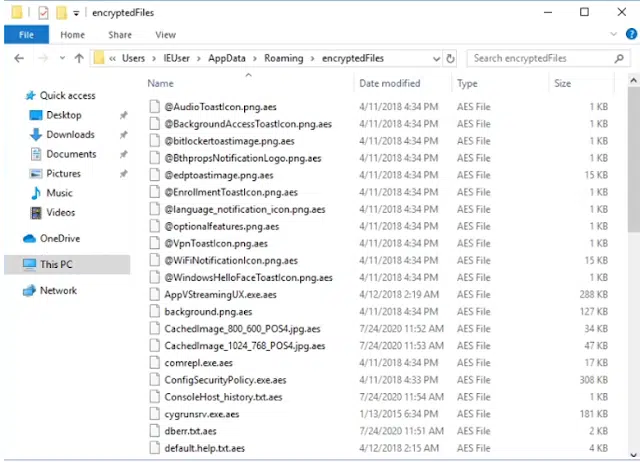 encryptedFiles
File Home Share View
« Users IEUser AppData Roaming encryptedFiles Search encryptedFiles
Name Date modified Type Size
Quick access
Desktop
Downloads
Documents
Pictures
Music
Videos
OneDrive
This PC
Network
@AudioToastIcon.png.aes 4/11/2018 4:34 PM AES File 1 KB
@BackgroundAccessToastIcon.png.aes 4/11/2018 4:34 PM AES File 1 KB
@bitlockertoastimage.png.aes 4/11/2018 4:34 PM AES File 1 KB
@BthpropsNotificationLogo.png.aes 4/11/2018 4:34 PM AES File 1 KB
@edptoastimage.png.aes 4/11/2018 4:34 PM AES File 15 KB
@EnrollmentToastIcon.png.aes 4/11/2018 4:34 PM AES File 1 KB
@language_notification_icon.png.aes 4/11/2018 4:34 PM AES File 1 KB
@optionalfeatures.png.aes 4/11/2018 4:34 PM AES File 1 KB
@VpnToastIcon.png.aes 4/11/2018 4:34 PM AES File 1 KB
@WiFiNotificationIcon.png.aes 4/11/2018 4:34 PM AES File 15 KB
@WindowsHelloFaceToastIcon.png.aes 4/11/2018 4:34 PM AES File 1 KB
AppVStreamingUX.exe.aes 4/12/2018 2:19 AM AES File 288 KB
background.png.aes 4/11/2018 4:34 PM AES File 127 KB
CachedImage_800_600_POS4.jpg.aes 7/24/2020 11:52 AM AES File 34 KB
CachedImage_1024_768_POS4.jpg.aes 7/24/2020 11:53 AM AES File 47 KB
comrepl.exe.aes 4/11/2018 4:34 PM AES File 17 KB
ConfigSecurityPolicy.exe.aes 4/11/2018 4:33 PM AES File 308 KB
ConsoleHost_history.txt.aes 7/24/2020 11:54 AM AES File 1 KB
cygrunsrv.exe.aes 1/13/2015 6:34 PM AES File 181 KB
dberr.txt.aes 7/24/2020 11:51 AM AES File 2 KB
default.help.txt.aes 4/12/2018 2:15 AM AES File 4 KB